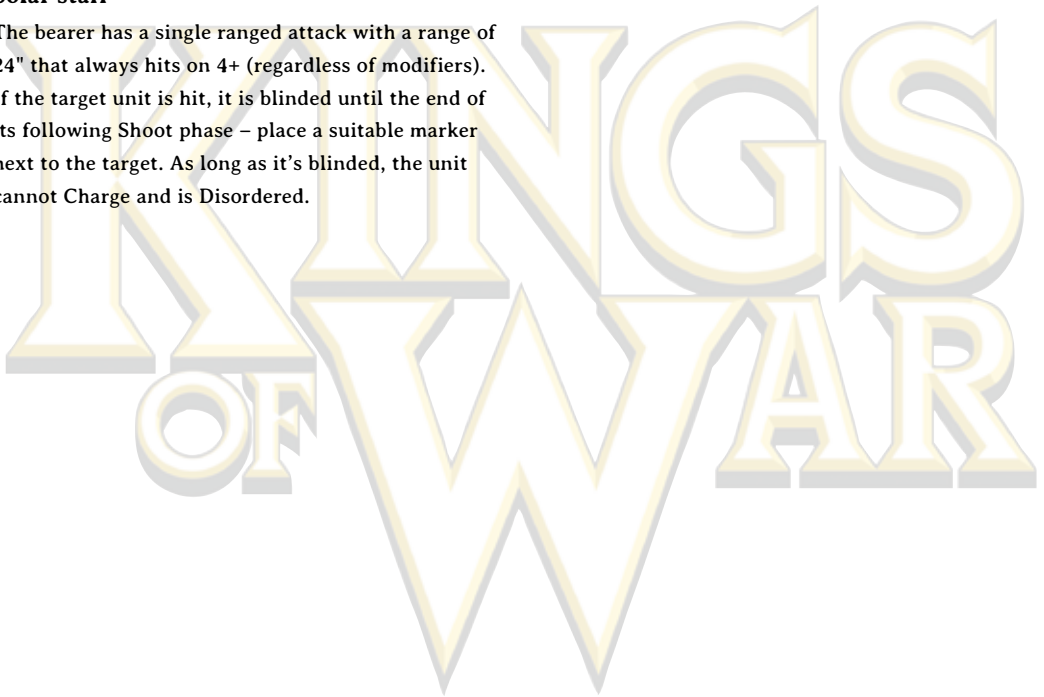 The bearer has a single ranged attack with a range of
24" that always hits on 4+ (regardless of modifiers).
f the target unit is hit, it is blinded until the end of
ts following Shoot phase – place a suitable marker
next to the target. As long as it's blinded, the unit
cannot Charge and is Disordered.
KINGS
OF WAR